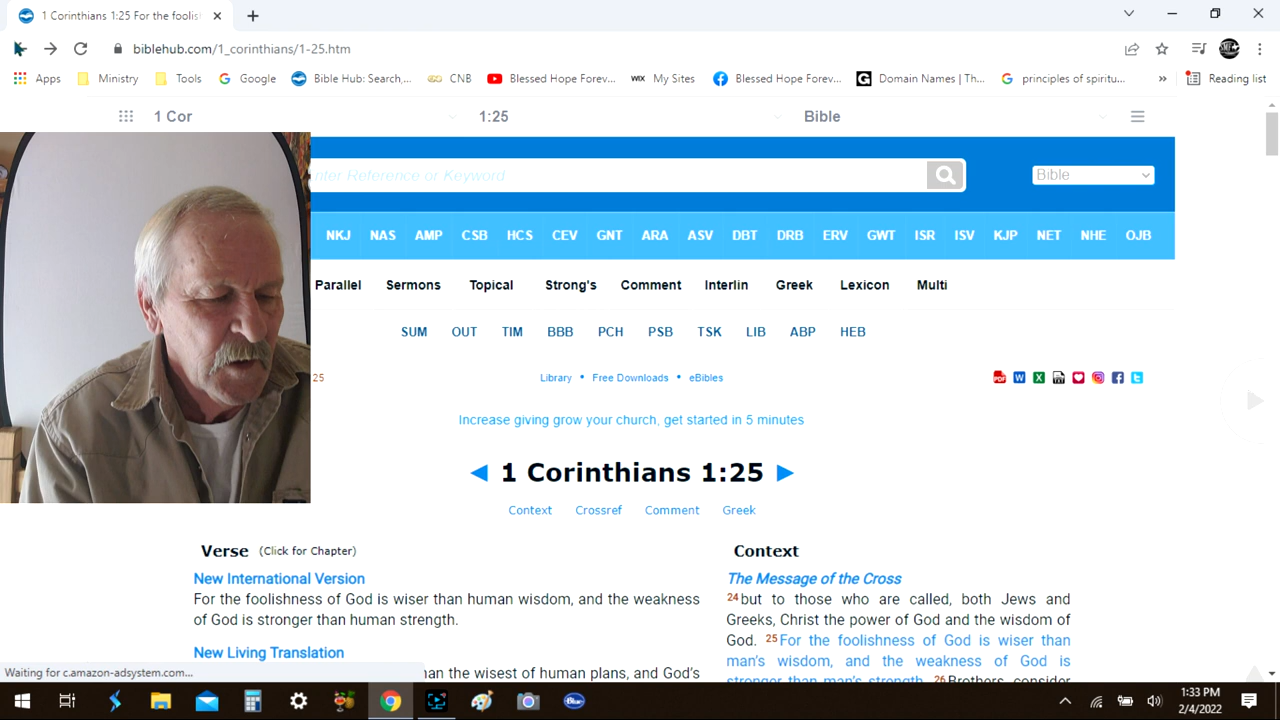 1 Corinthians 1:25 For the foolis
biblehub.com/1_corinthians/1-25.htm
Apps Ministry Tools Google Bible Hub: Search,... CNB Blessed Hope Forev... WIX My Sites Blessed Hope Forev... Domain Names | Th... principles of spiritu... » Reading list
1 Cor 1:25 Bible
nter Reference or Keyword Bible
NKJ NAS AMP CSB HCS CEV GNT ARA ASV DBT DRB ERV GWT ISR ISV KJP NET NHE OJB
Parallel Sermons Topical Strong's Comment Interlin Greek Lexicon Multi
SUM OUT TIM BBB PCH PSB TSK LIB ABP HEB
25 Library • Free Downloads • eBibles
Increase giving grow your church, get started in 5 minutes
◄ 1 Corinthians 1:25 ►
Context Crossref Comment Greek
Verse (Click for Chapter)
New International Version
For the foolishness of God is wiser than human wisdom, and the weakness
of God is stronger than human strength.
New Living Translation
an the wisest of human plans, and God's
Context
The Message of the Cross
24 but to those who are called, both Jews and
Greeks, Christ the power of God and the wisdom of
God. 25 For the foolishness of God is wiser than
man's wisdom, and the weakness of God is
stronger than man's strength. 26 Brothers, consider
Waiting for c.amazon-adsystem.com...
1:33 PM
2/4/2022